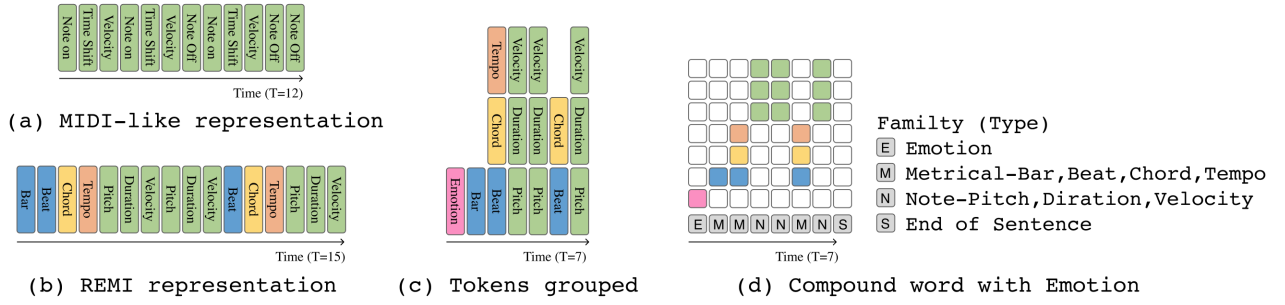 Note on
Time Shift
Velocity
Note on
Time Shift
Velocity
Note Off
Note on
Time Shift
Velocity
Note Off
Note Off
Time (T=12)
(a) MIDI-like representation
Bar
Beat
Chord
Tempo
Pitch
Duration
Velocity
Pitch
Duration
Velocity
Beat
Chord
Tempo
Pitch
Duration
Velocity
Time (T=15)
(b) REMI representation
Tempo
Velocity
Velocity
Velocity
Chord
Duration
Duration
Chord
Duration
Emotion
Bar
Beat
Pitch
Pitch
Beat
Pitch
Time (T=7)
(c) Tokens grouped
E M M N N M N S
Time (T=7)
Familty (Type)
E Emotion
M Metrical-Bar,Beat,Chord,Tempo
N Note-Pitch,Diration,Velocity
S End of Sentence
(d) Compound word with Emotion